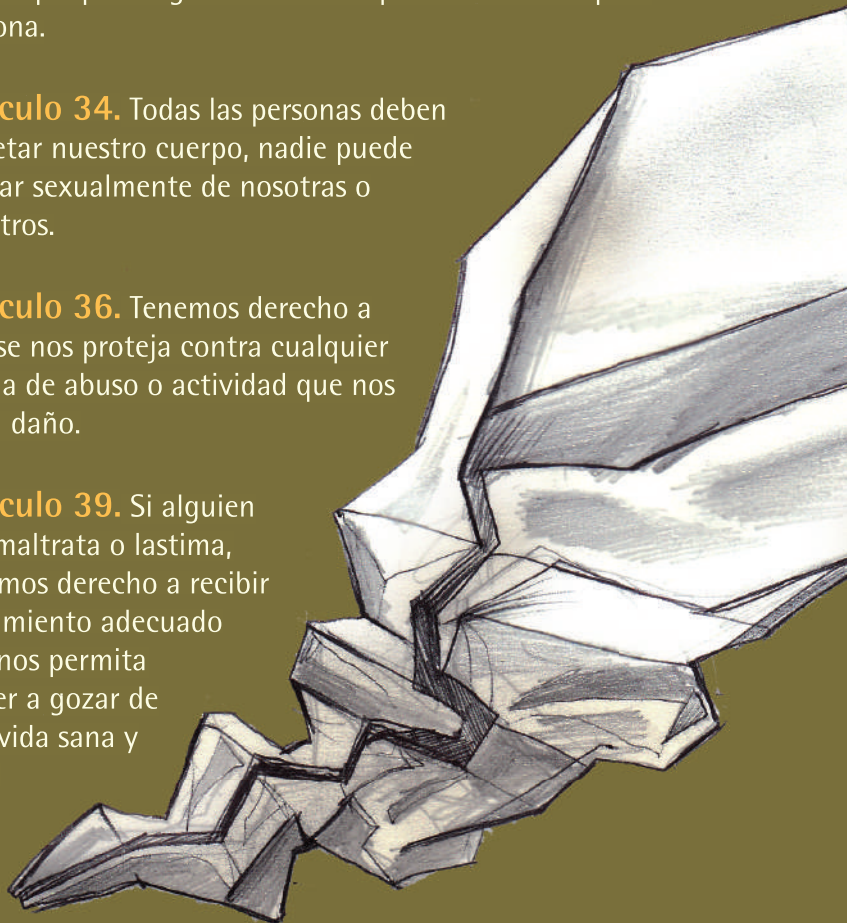 ona.
culo 34. Todas las personas deben
etar nuestro cuerpo, nadie puede
ar sexualmente de nosotras o
tros.
culo 36. Tenemos derecho a
se nos proteja contra cualquier
a de abuso o actividad que nos
daño.
culo 39. Si alguien
maltrata o lastima,
mos derecho a recibir
miento adecuado
nos permita
er a gozar de
vida sana y